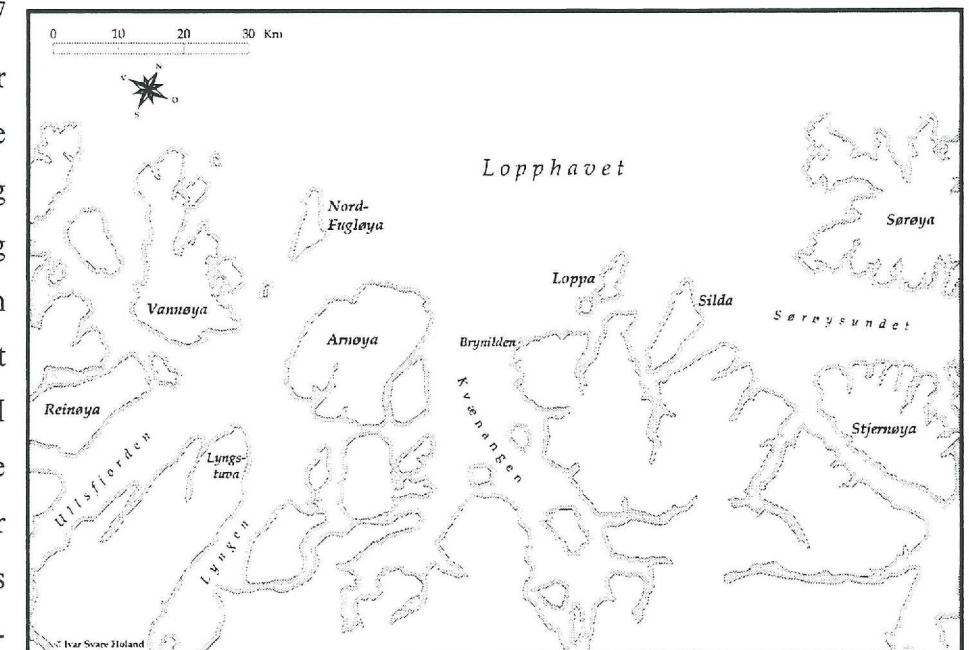 0 10 20 30 Km
N
V
O
S
Lopphavet
Nord-
Fugløya
Sørøya
Loppa
Silda
Vannøya
Sørøysundet
Arnøya
Brynilden
Reinøya
Kvænangen
Stjernøya
Lyngs-
tuva
Ullsfjorden
Lyngen
Ivar Svare Holand